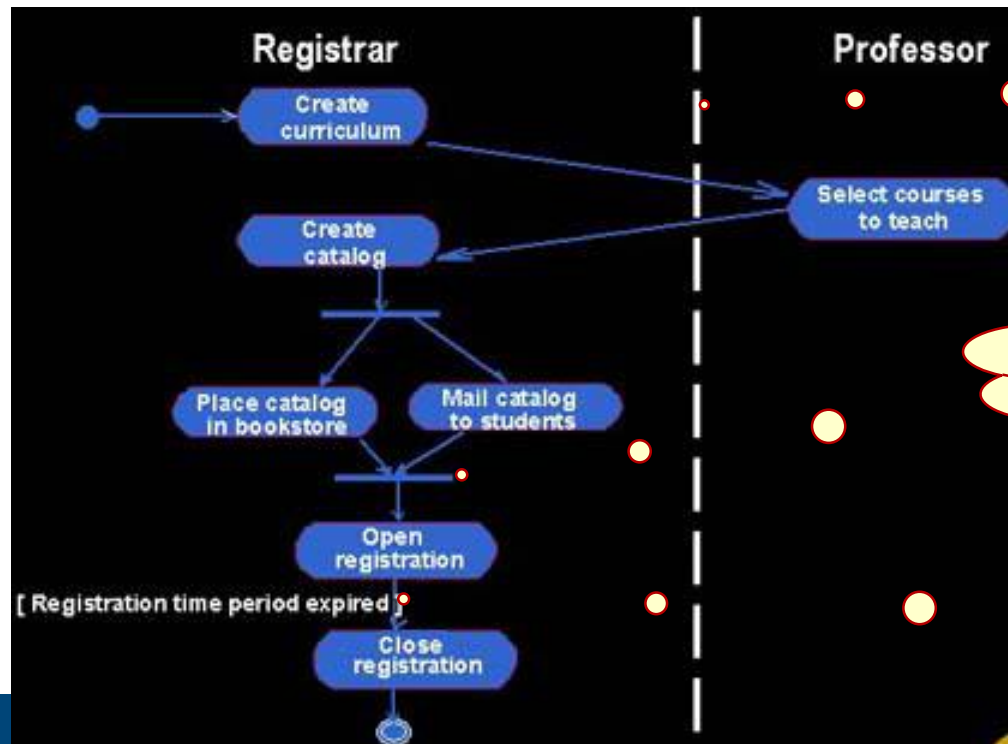 Registrar
Professor
Create
curriculum
Select courses
to teach
Create
catalog
Place catalog
in bookstore
Mail catalog
to students
Open
registration
[ Registration time period expired ]
Close
registration